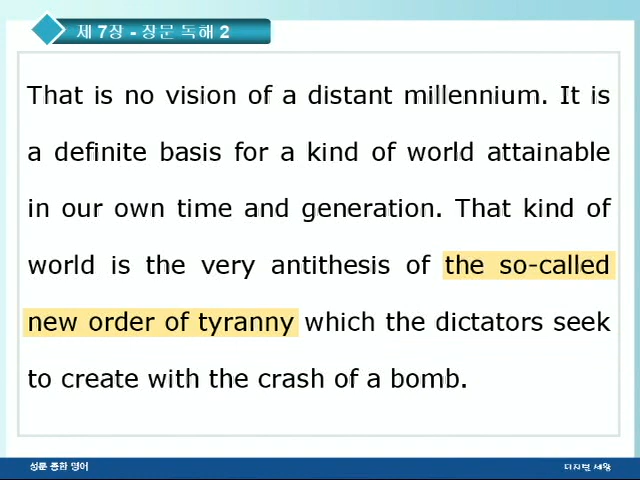 제 7장 - 장문 독해 2
That is no vision of a distant millennium. It is
a definite basis for a kind of world attainable
in our own time and generation. That kind of
world is the very antithesis of the so-called
new order of tyranny which the dictators seek
to create with the crash of a bomb.
성문 종합 영어
디지털 세왕